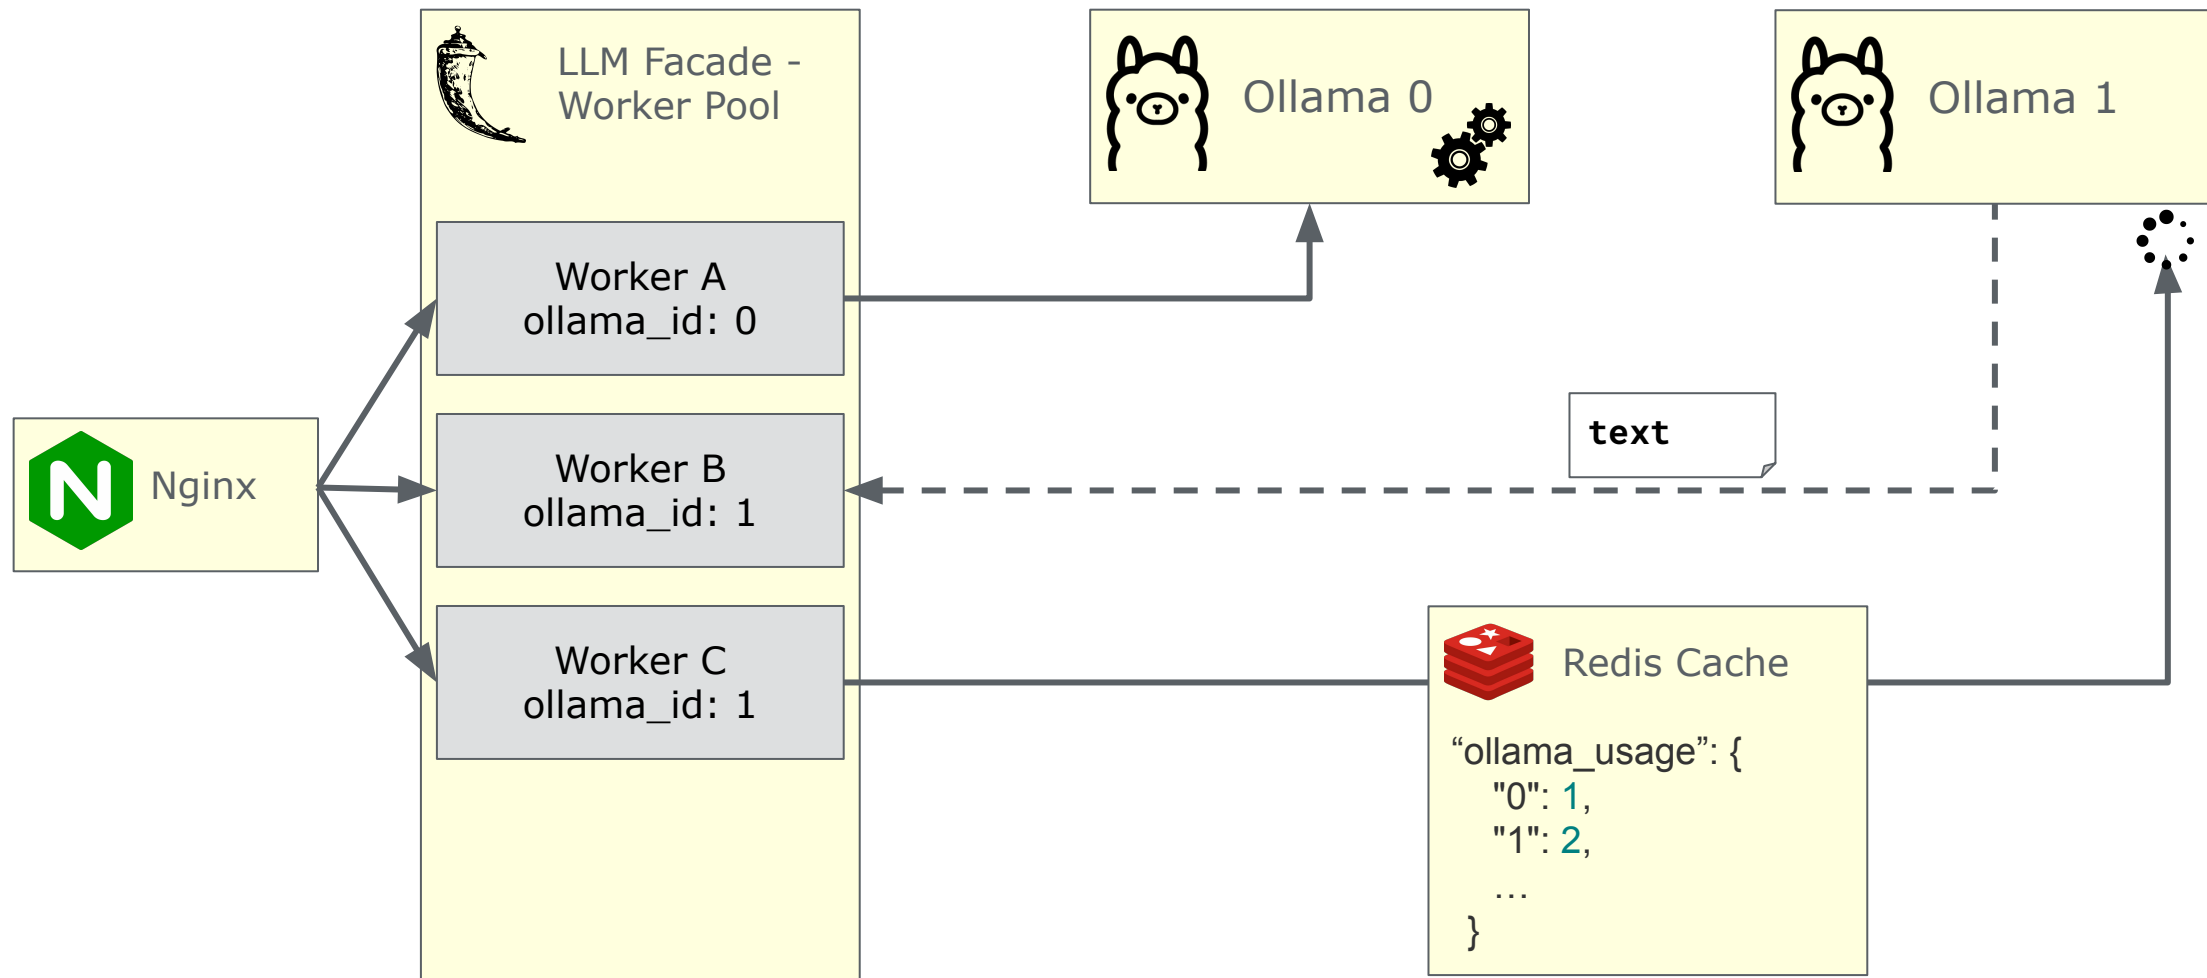 LLM Facade -
Worker Pool
Ollama 0
Ollama 1
Worker A
ollama_id: 0
N Nginx
Worker B
ollama_id: 1
text
Worker C
ollama_id: 1
Redis Cache
“ollama_usage”: {
"0": 1,
"1": 2,
…
}